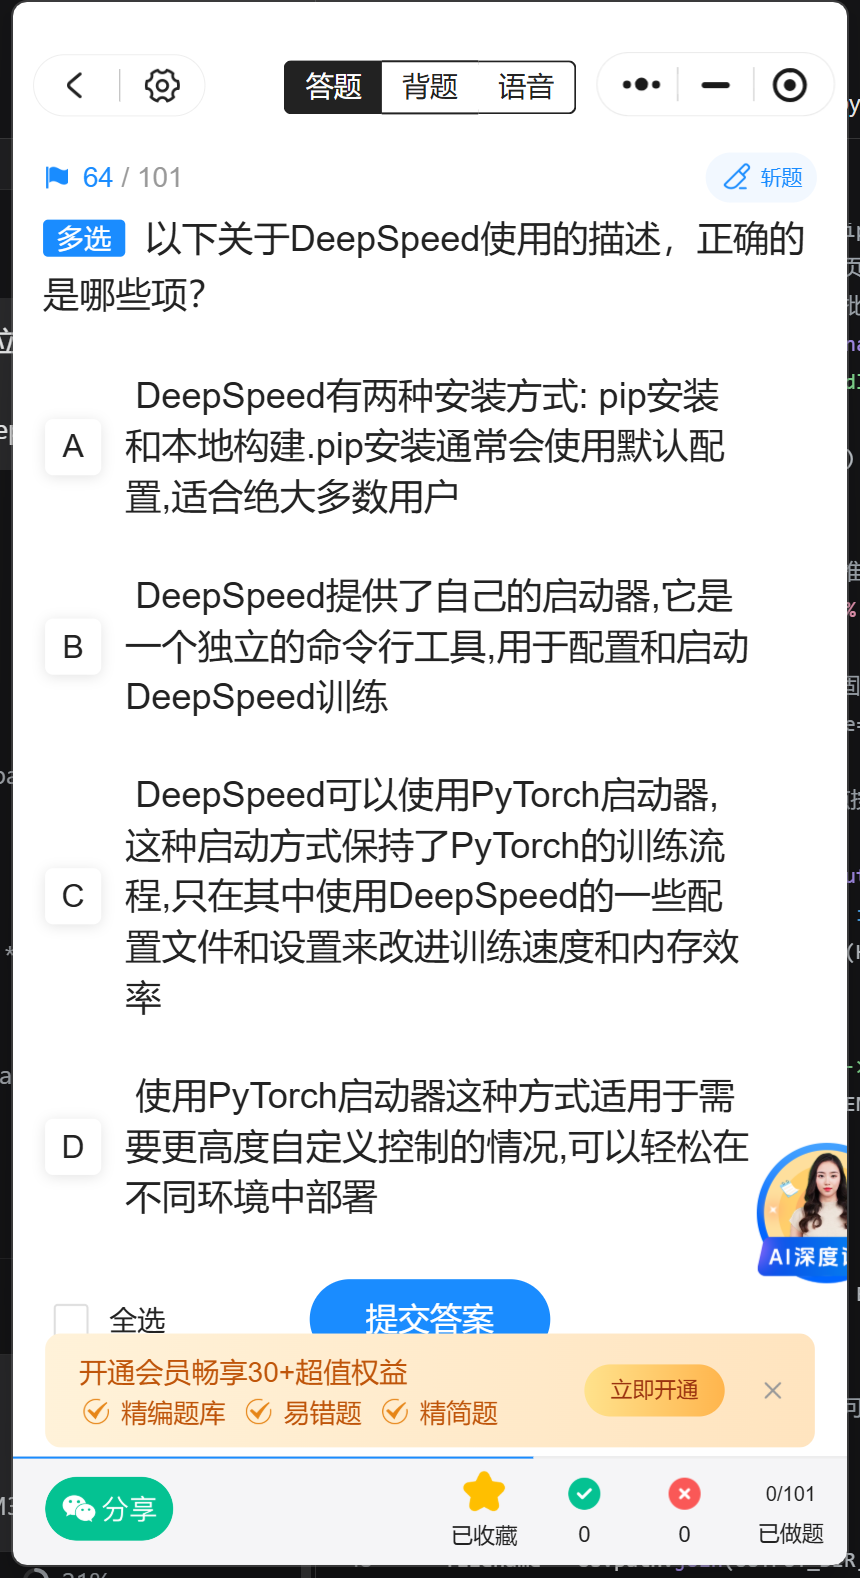 答题 背题 语音
64 / 101
斩题
多选 以下关于DeepSpeed使用的描述，正确的
是哪些项?
DeepSpeed有两种安装方式: pip安装
A 和本地构建.pip安装通常会使用默认配
置,适合绝大多数用户
DeepSpeed提供了自己的启动器,它是
B 一个独立的命令行工具,用于配置和启动
DeepSpeed训练
DeepSpeed可以使用PyTorch启动器,
这种启动方式保持了PyTorch的训练流
C 程,只在其中使用DeepSpeed的一些配
置文件和设置来改进训练速度和内存效
率
使用PyTorch启动器这种方式适用于需
D 要更高度自定义控制的情况,可以轻松在
不同环境中部署
AI深度
全选 提交答案
开通会员畅享30+超值权益
精编题库 易错题 精简题
立即开通
分享
已收藏
0
0
0/101
已做题